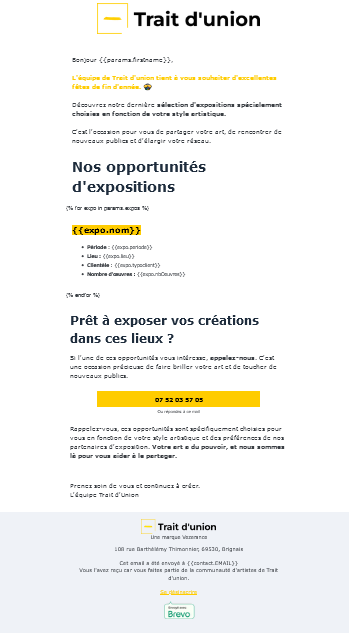 Trait d'union
Bonjour {{params.firstname}},
L'équipe de Trait d'union tient à vous souhaiter d'excellentes
fêtes de fin d'année.
Découvrez notre dernière sélection d'expositions spécialement
choisies en fonction de votre style artistique.
C'est l'occasion pour vous de partager votre art, de rencontrer de
nouveaux publics et d'élargir votre réseau.
Nos opportunités
d'expositions
{% for expo in params.expos %}
{{expo.nom}}
Période : {{expo.periode}}
Lieu : {{expo.lieu}}
Clientèle : {{expo.typoclient}}
Nombre d'œuvres : {{expo.nbOeuvres}}
{% endfor %}
Prêt à exposer vos créations
dans ces lieux ?
Si l'une de ces opportunités vous intéresse, appelez-nous. C'est
une occasion précieuse de faire briller votre art et de toucher de
nouveaux publics.
07 52 03 57 05
Ou répondez à ce mail
Rappelez-vous, ces opportunités sont spécifiquement choisies pour
vous en fonction de votre style artistique et des préférences de nos
partenaires d'exposition. Votre art a du pouvoir, et nous sommes
là pour vous aider à le partager.
Prenez soin de vous et continuez à créer.
L'équipe Trait d'Union
Trait d'union
Une marque Vezerance
108 rue Barthélémy Thimonnier, 69530, Brignais
Cet email a été envoyé à {{contact.EMAIL}}
Vous l'avez reçu car vous faites partie de la communauté d'artistes de Trait
d'union.
Se désinscrire
Brevo